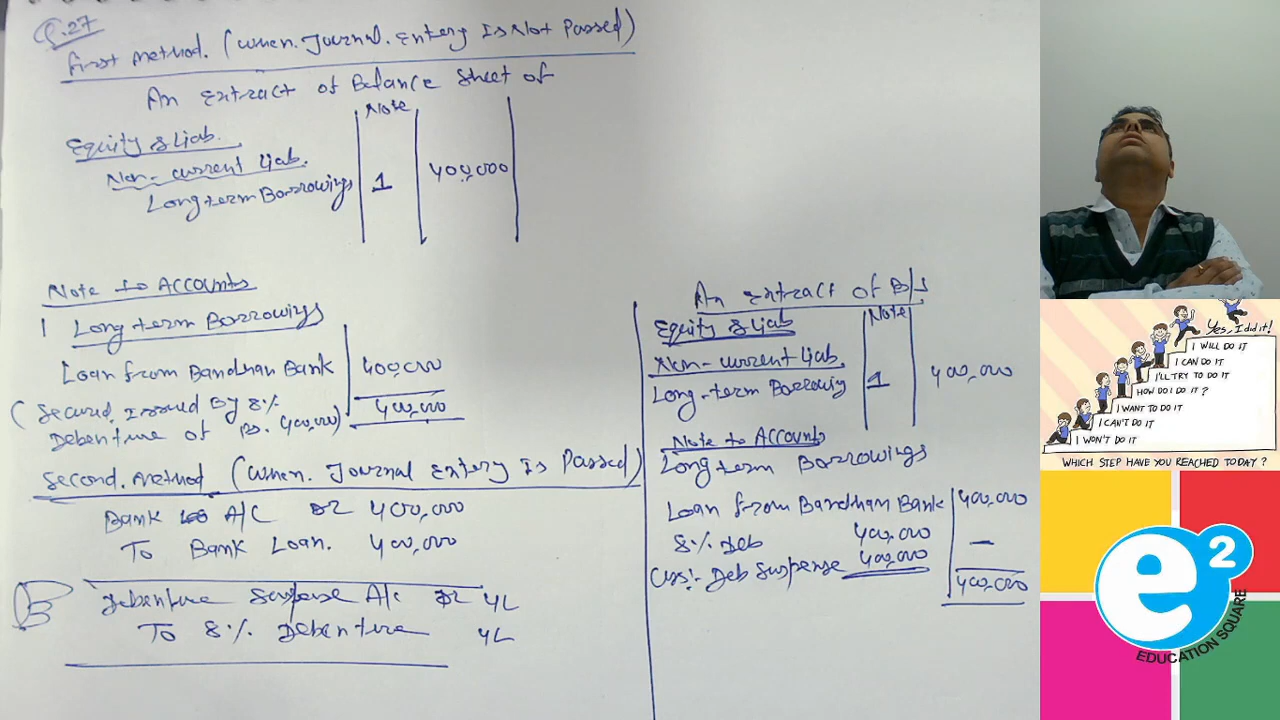 Q.27
First Method. (When. Journal. Entery Is Not Passed)
An Extract of Balance Sheet of
Note
Equity & Liab.
Non-current Liab.
Long term Borrowings 1 400,000
Note to Accounts
1 Long term Borrowings
Loan from Bandhan Bank 400,000
(Secured, Issued By 8% 400,000
Debenture of Rs. 400,000)
Second. Method (When. Journal Entery Is Passed)
Bank A/C Dr 400,000
To Bank Loan. 400,000
Debenture Suspense A/c Dr 4L
To 8% Debenture 4L
An Extract of B/S
Equity & Liab
Note
Non-current Liab.
Long-term Borrowing 1 400,000
Note to Accounts
Long term Borrowings
Loan from Bandhan Bank 400,000
8% Deb 400,000 —
Less:- Deb Suspense 400,000
400,000
Yes, I did it!
I WILL DO IT
I CAN DO IT
I'LL TRY TO DO IT
HOW DO I DO IT ?
I WANT TO DO IT
I CAN'T DO IT
I WON'T DO IT
WHICH STEP HAVE YOU REACHED TODAY ?
e2
EDUCATION SQUARE